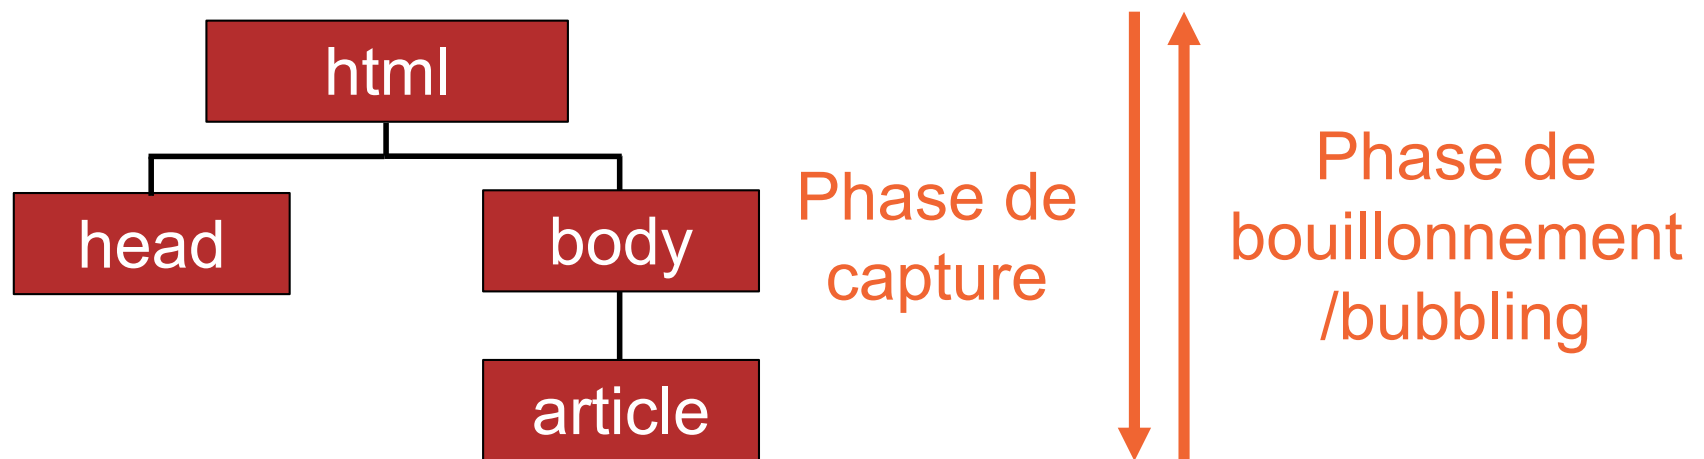 html
head
body
article
Phase de
capture
Phase de
bouillonnement
/bubbling